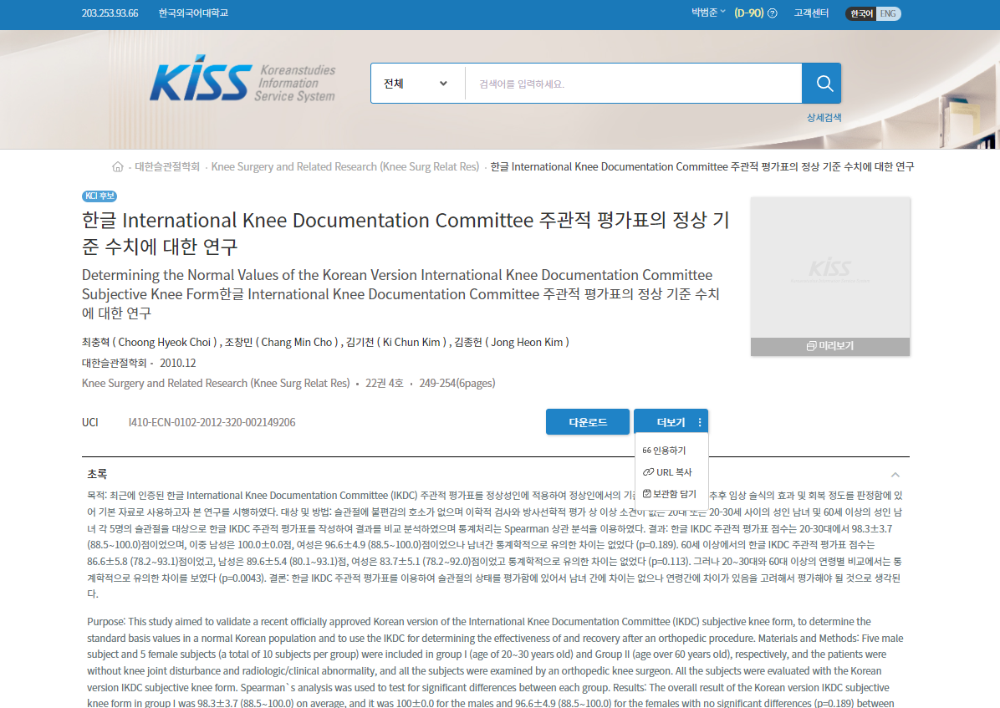 203.253.93.66 한국외국어대학교 박범준 (D-90) ? 고객센터 한국어 ENG
KISS Koreanstudies
Information
Service System
전체 검색어를 입력하세요.
상세검색
대한슬관절학회 · Knee Surgery and Related Research (Knee Surg Relat Res) · 한글 International Knee Documentation Committee 주관적 평가표의 정상 기준 수치에 대한 연구
KCI 후보
한글 International Knee Documentation Committee 주관적 평가표의 정상 기
준 수치에 대한 연구
Determining the Normal Values of the Korean Version International Knee Documentation Committee
Subjective Knee Form한글 International Knee Documentation Committee 주관적 평가표의 정상 기준 수치
에 대한 연구
KISS
미리보기
최충혁 ( Choong Hyeok Choi ) , 조창민 ( Chang Min Cho ) , 김기천 ( Ki Chun Kim ) , 김종헌 ( Jong Heon Kim )
대한슬관절학회 · 2010.12
Knee Surgery and Related Research (Knee Surg Relat Res) • 22권 4호 • 249-254(6pages)
UCI I410-ECN-0102-2012-320-002149206
다운로드 더보기
인용하기
URL 복사
보관함 담기
초록
목적: 최근에 인증된 한글 International Knee Documentation Committee (IKDC) 주관적 평가표를 정상성인에 적용하여 정상인에서의 추후 임상 술식의 효과 및 회복 정도를 판정함에 있
어 기본 자료로 사용하고자 본 연구를 시행하였다. 대상 및 방법: 슬관절에 불편감의 호소가 없으며 이학적 검사와 방사선학적 평가 상 이상 소견이 없는 20대 또는 20-30세 사이의 성인 남녀 및 60세 이상의 성인 남
녀 각 5명의 슬관절을 대상으로 한글 IKDC 주관적 평가표를 작성하여 결과를 비교 분석하였으며 통계처리는 Spearman 상관 분석을 이용하였다. 결과: 한글 IKDC 주관적 평가표 점수는 20-30대에서 98.3±3.7
(88.5~100.0)점이었으며, 이중 남성은 100.0±0.0점, 여성은 96.6±4.9 (88.5~100.0)점이었으나 남녀간 통계학적으로 유의한 차이는 없었다 (p=0.189). 60세 이상에서의 한글 IKDC 주관적 평가표 점수는
86.6±5.8 (78.2~93.1)점이었고, 남성은 89.6±5.4 (80.1~93.1)점, 여성은 83.7±5.1 (78.2~92.0)점이었고 통계학적으로 유의한 차이는 없었다 (p=0.113). 그러나 20~30대와 60대 이상의 연령별 비교에서는 통
계학적으로 유의한 차이를 보였다 (p=0.0043). 결론: 한글 IKDC 주관적 평가표를 이용하여 슬관절의 상태를 평가함에 있어서 남녀 간에 차이는 없으나 연령간에 차이가 있음을 고려해서 평가해야 될 것으로 생각된
다.
Purpose: This study aimed to validate a recent officially approved Korean version of the International Knee Documentation Committee (IKDC) subjective knee form, to determine the
standard basis values in a normal Korean population and to use the IKDC for determining the effectiveness of and recovery after an orthopedic procedure. Materials and Methods: Five male
subject and 5 female subjects (a total of 10 subjects per group) were included in group I (age of 20~30 years old) and Group II (age over 60 years old), respectively, and the patients were
without knee joint disturbance and radiologic/clinical abnormality, and all the subjects were examined by an orthopedic knee surgeon. All the subjects were evaluated with the Korean
version IKDC subjective knee form. Spearman`s analysis was used to test for significant differences between each group. Results: The overall result of the Korean version IKDC subjective
knee form in group I was 98.3±3.7 (88.5~100.0) on average, and it was 100±0.0 for the males and 96.6±4.9 (88.5~100.0) for the females with no significant differences (p=0.189) between